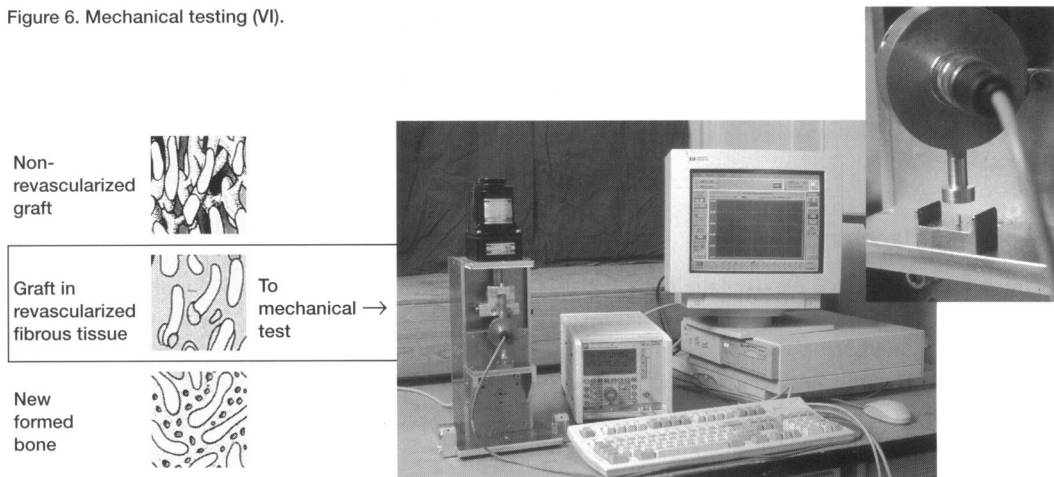 Figure 6. Mechanical testing (VI).
Non-
revascularized
graft
Graft in
revascularized
fibrous tissue
To
mechanical →
test
New
formed
bone